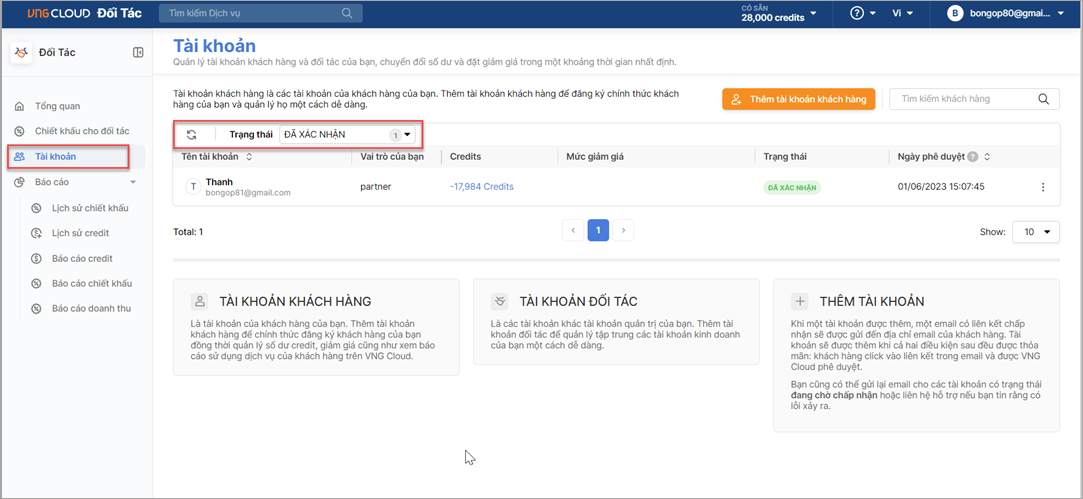 VNG CLOUD Đối Tác
Tìm kiếm Dịch vụ
CÓ SẴN
28,000 credits
Vi
B bongop80@gmai...
Đối Tác
Tổng quan
Chiết khấu cho đối tác
Tài khoản
Báo cáo
Lịch sử chiết khấu
Lịch sử credit
Báo cáo credit
Báo cáo chiết khấu
Báo cáo doanh thu
Tài khoản
Quản lý tài khoản khách hàng và đối tác của bạn, chuyển đổi số dư và đặt giảm giá trong một khoảng thời gian nhất định.
Tài khoản khách hàng là các tài khoản của khách hàng của bạn. Thêm tài khoản khách hàng để đăng ký chính thức khách
hàng của bạn và quản lý họ một cách dễ dàng.
Thêm tài khoản khách hàng
Tìm kiếm khách hàng
Trạng thái ĐÃ XÁC NHẬN 1
Tên tài khoản Vai trò của bạn Credits Mức giảm giá Trạng thái Ngày phê duyệt ?
T Thanh partner -17,984 Credits ĐÃ XÁC NHẬN 01/06/2023 15:07:45
bongop81@gmail.com
Total: 1
1
Show: 10
TÀI KHOẢN KHÁCH HÀNG
Là tài khoản của khách hàng của bạn. Thêm tài khoản
khách hàng để chính thức đăng ký khách hàng của bạn
đồng thời quản lý số dư credit, giảm giá cũng như xem báo
cáo sử dụng dịch vụ của khách hàng trên VNG Cloud.
TÀI KHOẢN ĐỐI TÁC
Là các tài khoản khác tài khoản quản trị của bạn. Thêm tài
khoản đối tác để quản lý tập trung các tài khoản kinh doanh
của bạn một cách dễ dàng.
THÊM TÀI KHOẢN
Khi một tài khoản được thêm, một email có liên kết chấp
nhận sẽ được gửi đến địa chỉ email của khách hàng. Tài
khoản sẽ được thêm khi cả hai điều kiện sau đều được thỏa
mãn: khách hàng click vào liên kết trong email và được VNG
Cloud phê duyệt.
Bạn cũng có thể gửi lại email cho các tài khoản có trạng thái
đang chờ chấp nhận hoặc liên hệ hỗ trợ nếu bạn tin rằng có
lỗi xảy ra.